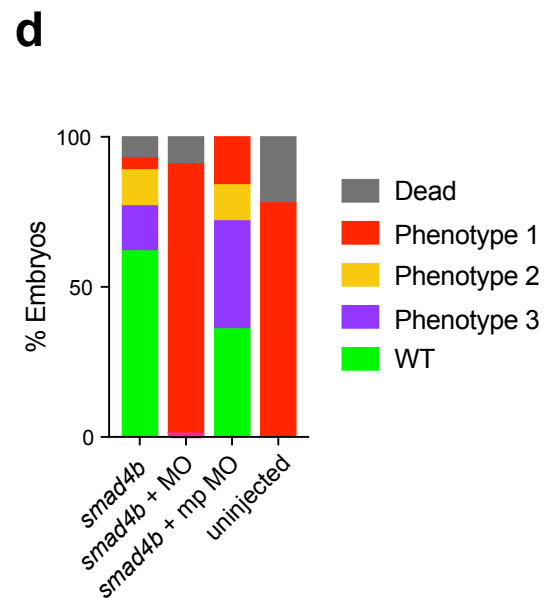 d
% Embryos
100
50
0
smad4b
smad4b + MO
smad4b + mp MO
uninjected
Dead
Phenotype 1
Phenotype 2
Phenotype 3
WT